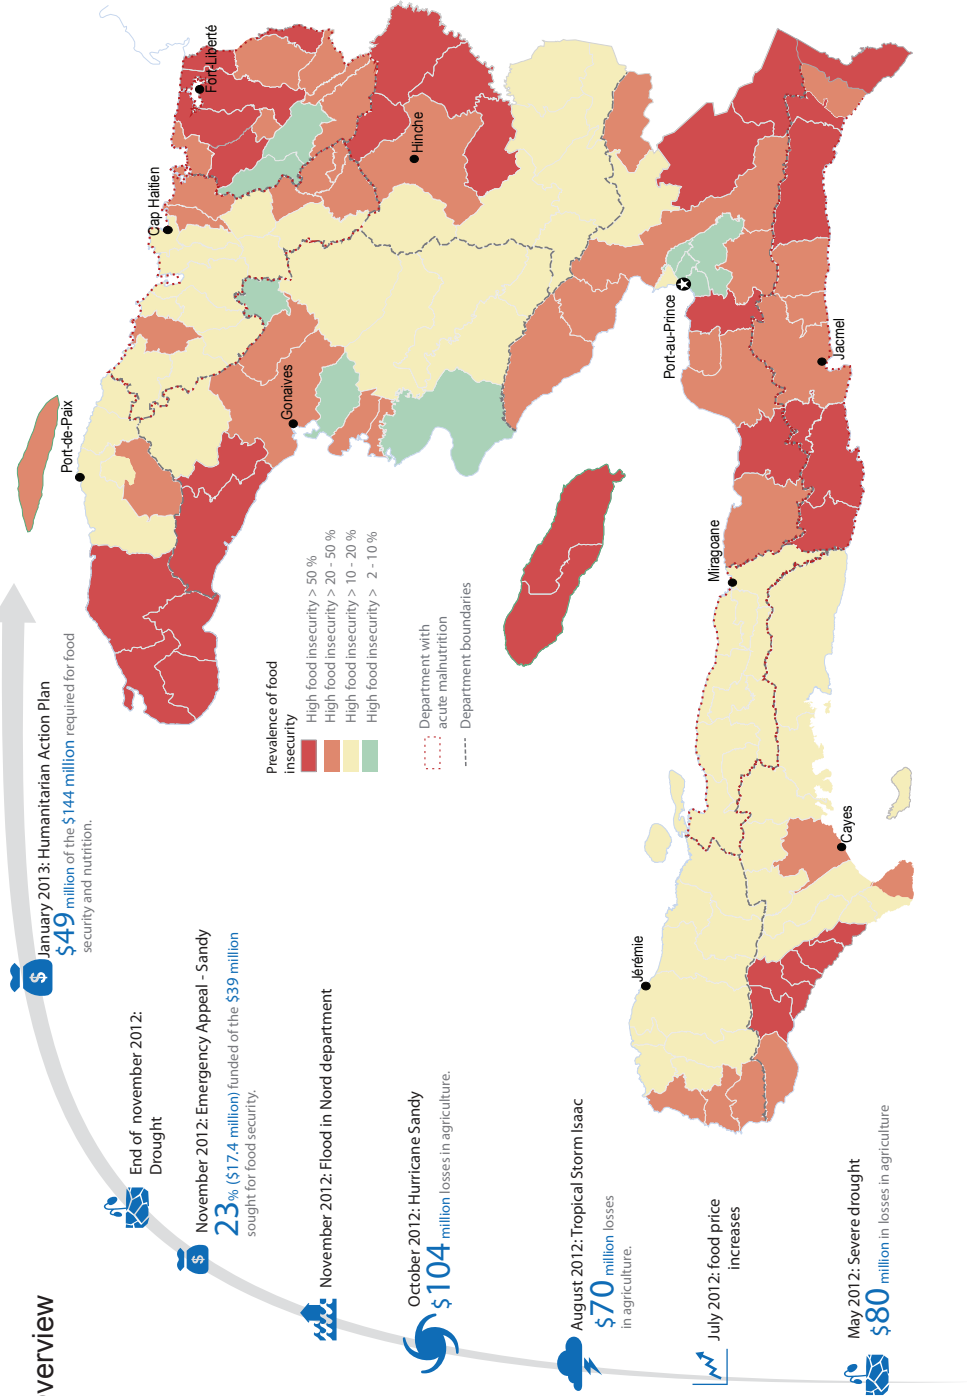 verview
January 2013: Humanitarian Action Plan
$49 million of the $144 million required for food
security and nutrition.
End of november 2012:
Drought
November 2012: Emergency Appeal - Sandy
23% ($17.4 million) funded of the $39 million
sought for food security.
November 2012: Flood in Nord department
October 2012: Hurricane Sandy
$104 million losses in agriculture.
August 2012: Tropical Storm Isaac
$70 million losses
in agriculture.
July 2012: food price
increases
May 2012: Severe drought
$80 million in losses in agriculture
Prevalence of food
insecurity
High food insecurity > 50 %
High food insecurity > 20 - 50 %
High food insecurity > 10 - 20 %
High food insecurity > 2 - 10 %
Department with
acute malnutrition
Department boundaries
Port-de-Paix
Cap Haitien
Fort-Liberté
Gonaives
Hinche
Port-au-Prince
Jacmel
Miragoane
Jérémie
Cayes